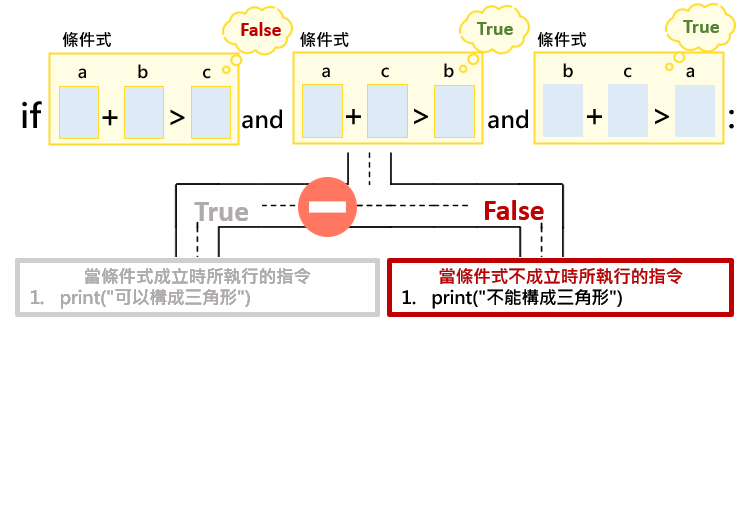 False
True
True
條件式
條件式
條件式
a b c
a c b
b c a
if + > and + > and + > :
True
False
當條件式成立時所執行的指令
1. print("可以構成三角形")
當條件式不成立時所執行的指令
1. print("不能構成三角形")